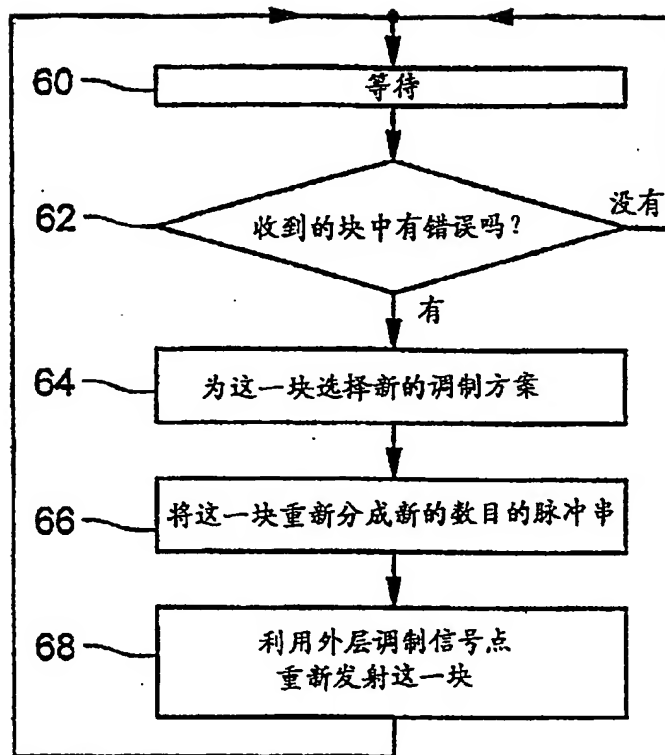 60
等待
62
收到的块中有错误吗?
没有
有
64
为这一块选择新的调制方案
66
将这一块重新分成新的数目的脉冲串
68
利用外层调制信号点
重新发射这一块